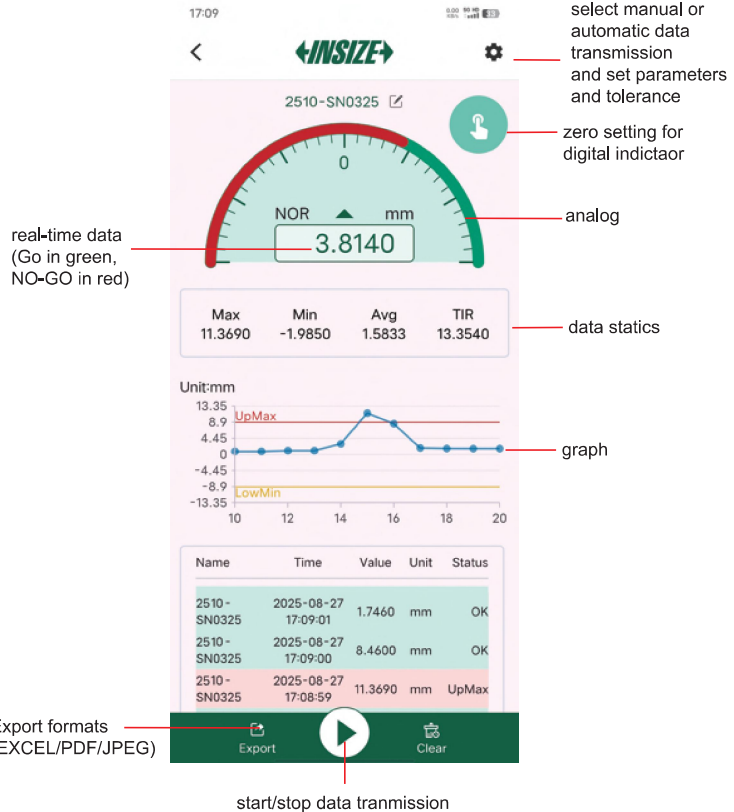 17:09
0.00 KB/s 5G HD 83
select manual or
automatic data
transmission
and set parameters
and tolerance
INSIZE
2510-SN0325
zero setting for
digital indictaor
0
analog
NOR mm
3.8140
real-time data
(Go in green,
NO-GO in red)
Max Min Avg TIR
11.3690 -1.9850 1.5833 13.3540
data statics
Unit:mm
13.35
UpMax
8.9
4.45
0
-4.45
-8.9
LowMin
-13.35
10 12 14 16 18 20
graph
Name Time Value Unit Status
2510-
SN0325
2025-08-27
17:09:01
1.7460 mm OK
2510-
SN0325
2025-08-27
17:09:00
8.4600 mm OK
2510-
SN0325
2025-08-27
17:08:59
11.3690 mm UpMax
Export formats
EXCEL/PDF/JPEG)
Export
Clear
start/stop data tranmission